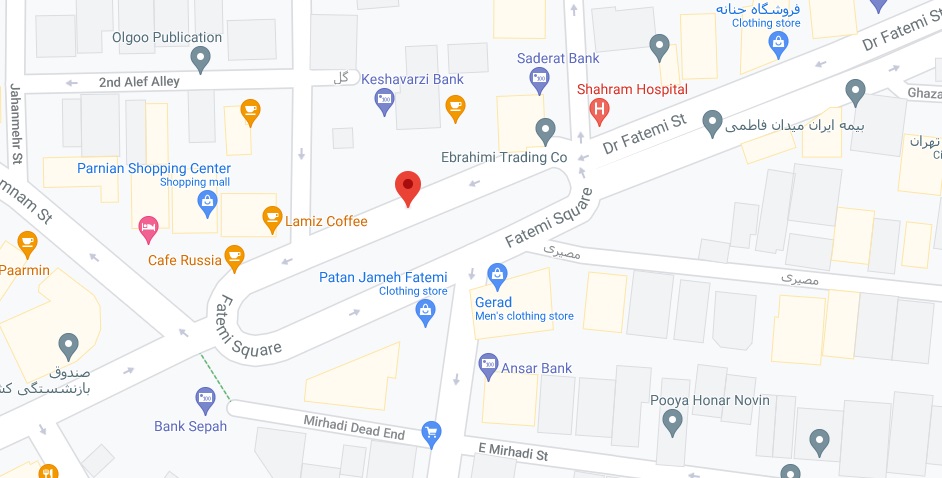 فروشگاه حنانه
Clothing store
Dr Fatemi St
Olgoo Publication
Saderat Bank
2nd Alef Alley
گل
Keshavarzi Bank
Shahram Hospital
Ghaza
Jahanmehr St
Dr Fatemi St
بیمه ایران میدان فاطمی
تهران
Ci
Ebrahimi Trading Co
Parnian Shopping Center
Shopping mall
mnam St
Lamiz Coffee
Fatemi Square
Cafe Russia
Paarmin
مصیری
مصیری
Patan Jameh Fatemi
Clothing store
Gerad
Men's clothing store
Fatemi Square
صندوق
بازنشستگی کش
Ansar Bank
Bank Sepah
Pooya Honar Novin
Mirhadi Dead End
E Mirhadi St